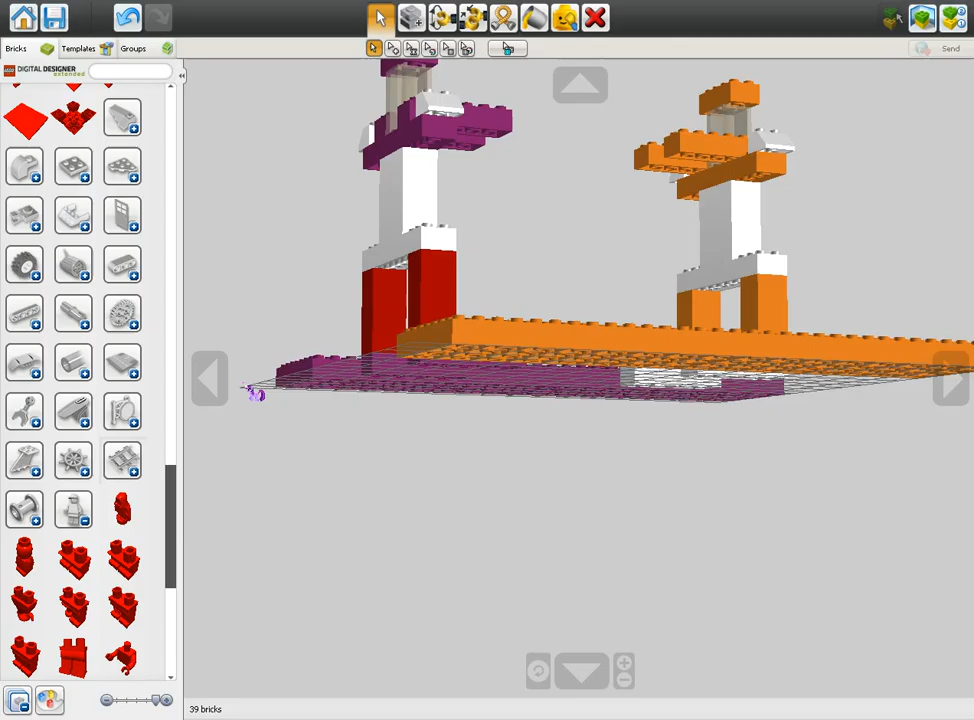 Bricks
Templates
Groups
Send
LEGO DIGITAL DESIGNER
extended
39 bricks